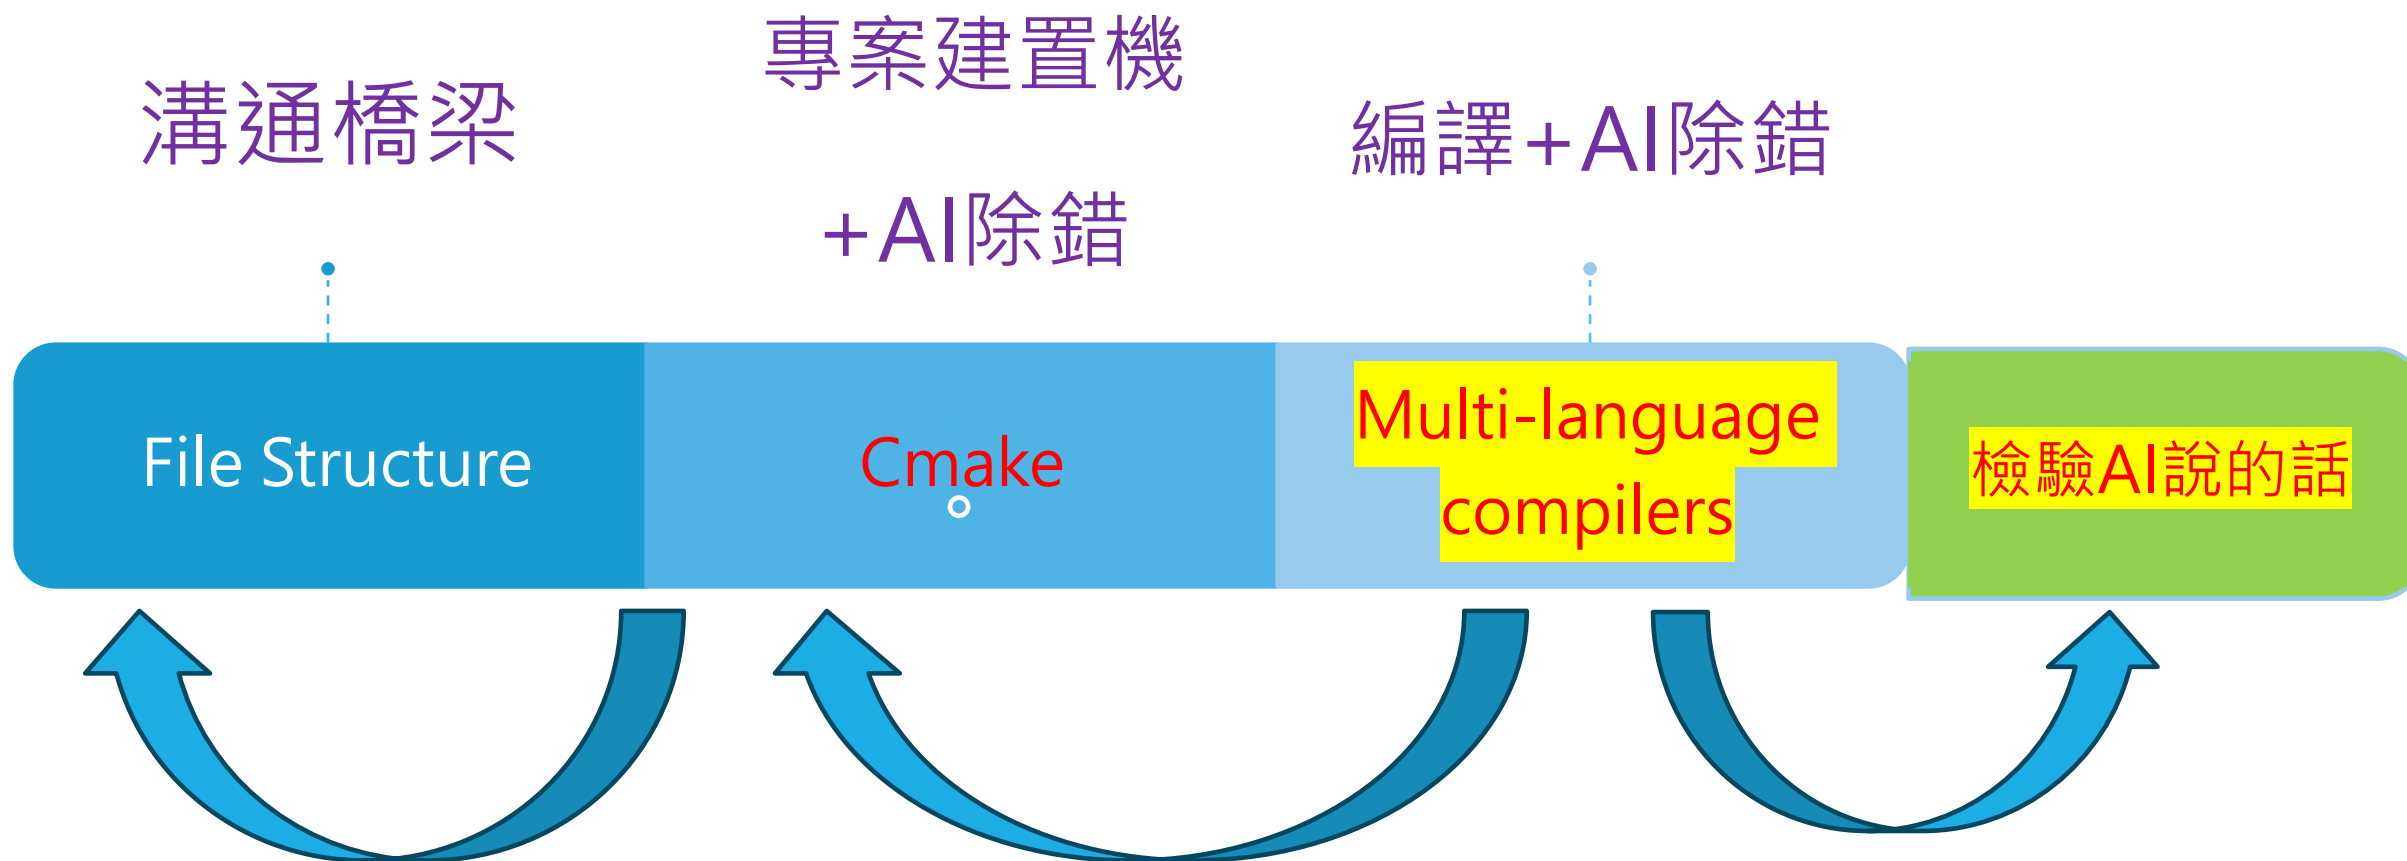 溝通橋梁
專案建置機
+AI除錯
編譯+AI除錯
File Structure
Cmake
Multi-language
compilers
檢驗AI說的話